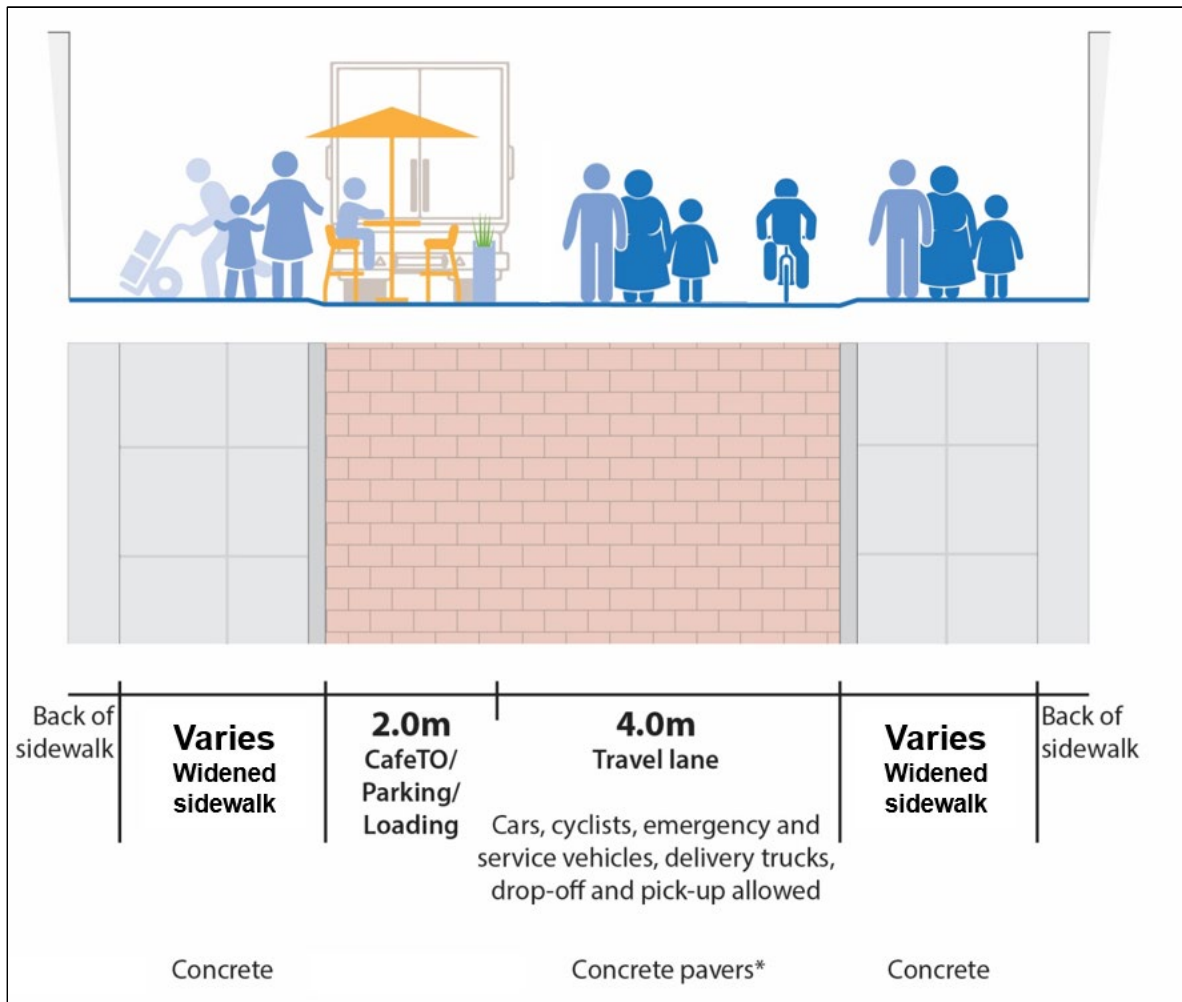 Back of
sidewalk
Varies
Widened
sidewalk
2.0m
CafeTO/
Parking/
Loading
4.0m
Travel lane
Cars, cyclists, emergency and
service vehicles, delivery trucks,
drop-off and pick-up allowed
Varies
Widened
sidewalk
Back of
sidewalk
Concrete
Concrete pavers*
Concrete